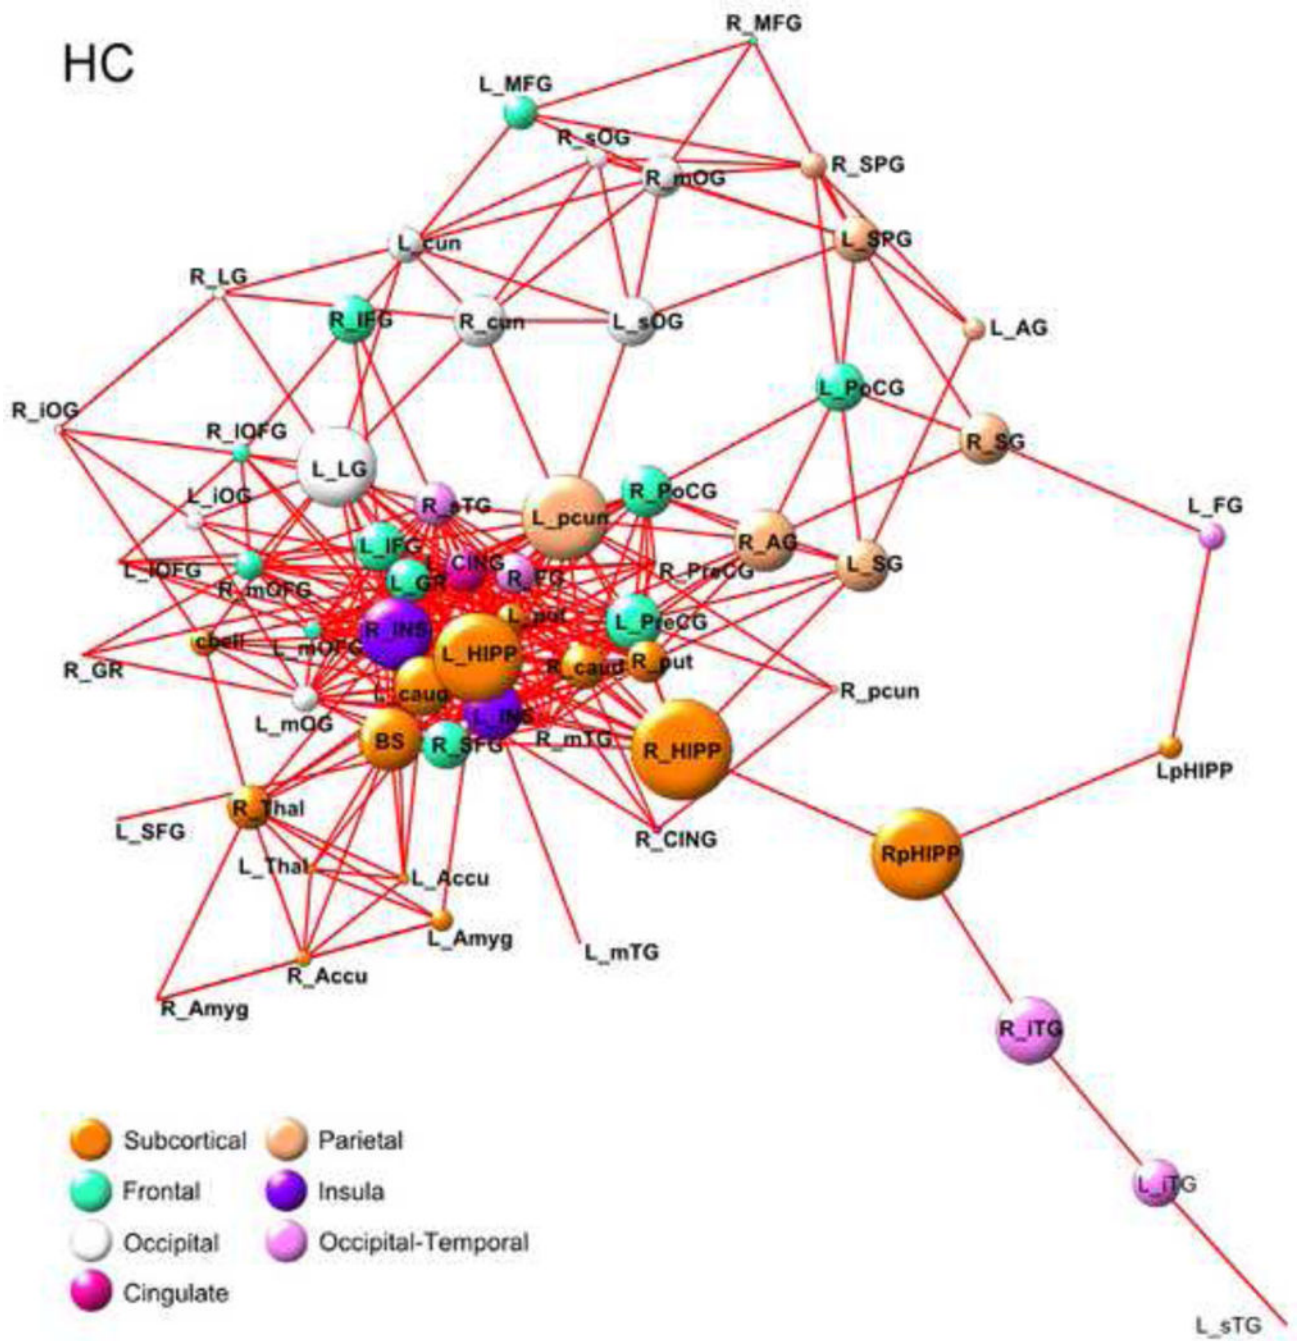 HC
R_MFG
L_MFG
R_sOG
R_mOG
R_SPG
L_SPG
L_cun
R_LG
R_IFG
R_cun
L_sOG
L_AG
L_PoCG
R_iOG
R_lOFG
R_SG
L_LG
L_iOG
R_sTG
L_pcun
R_PoCG
L_FG
R_AG
L_IFG
L_CING
L_SG
L_lOFG
R_mOFG
L_GR
R_FG
R_PreCG
L_put
L_PreCG
R_INS
cbell
L_mOFG
L_HIPP
R_GR
R_caud
R_put
L_caud
R_pcun
L_mOG
L_INS
BS
R_SFG
R_mTG
R_HIPP
LpHIPP
R_Thal
L_SFG
R_CING
RpHIPP
L_Thal
L_Accu
L_Amyg
L_mTG
R_Accu
R_Amyg
R_iTG
L_iTG
L_sTG
Subcortical
Parietal
Frontal
Insula
Occipital
Occipital-Temporal
Cingulate